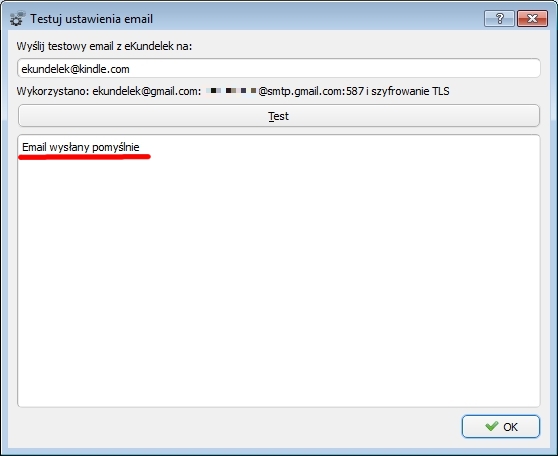 Testuj ustawienia email
Wyślij testowy email z eKundelek na:
ekundelek@kindle.com
Wykorzystano: ekundelek@gmail.com: @smtp.gmail.com:587 i szyfrowanie TLS
Test
Email wysłany pomyślnie
OK